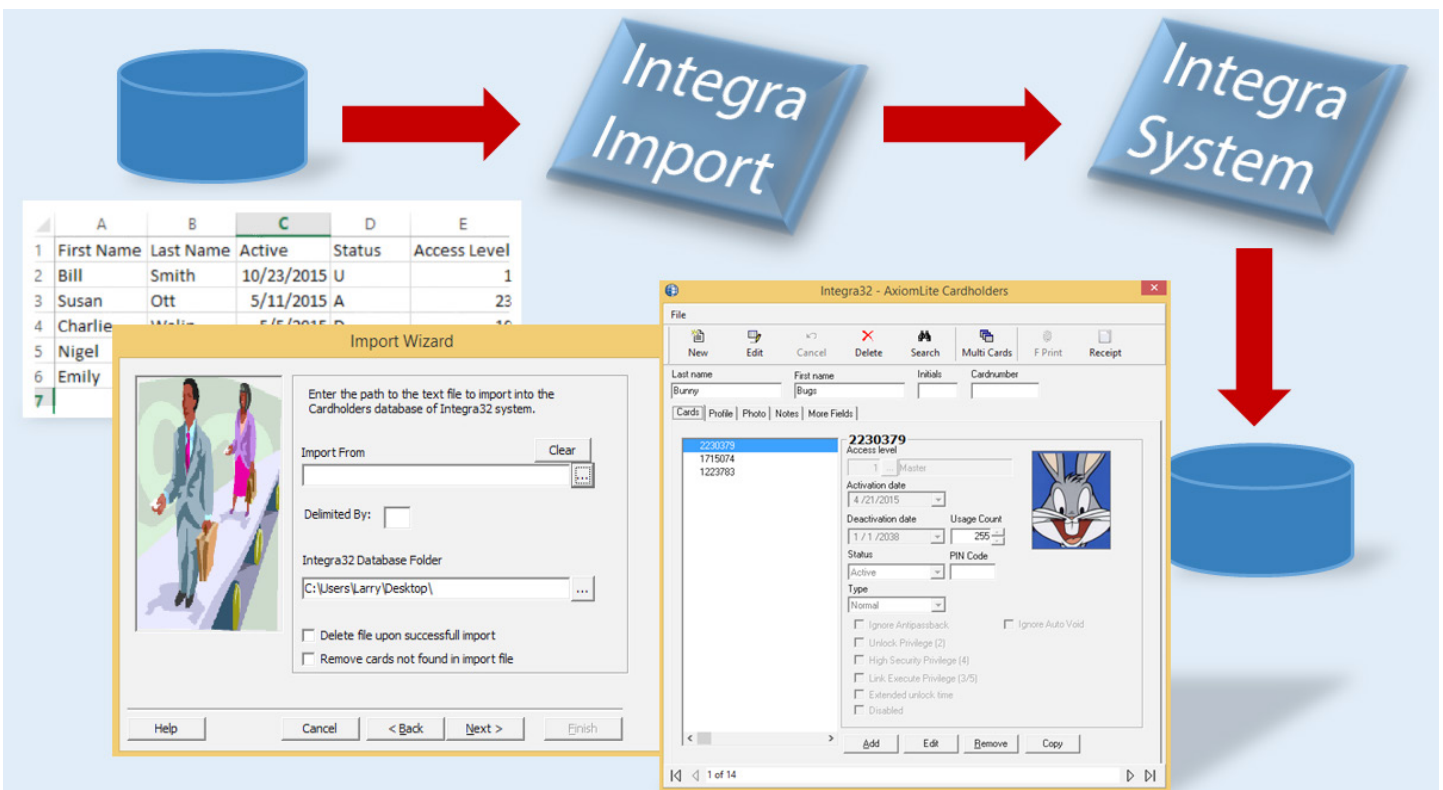 Integra
Import
Integra
System
A B C D E
1 First Name Last Name Active Status Access Level
2 Bill Smith 10/23/2015 U 1
3 Susan Ott 5/11/2015 A 23
4 Charlie
5 Nigel
6 Emily
7
Import Wizard
Enter the path to the text file to import into the
Cardholders database of Integra32 system.
Import From
Clear
...
Delimited By:
Integra32 Database Folder
C:\Users\Larry\Desktop\
...
Delete file upon successfull import
Remove cards not found in import file
Help Cancel < Back Next > Finish
Integra32 - AxiomLite Cardholders
File
New Edit Cancel Delete Search Multi Cards F Print Receipt
Last name First name Initials Cardnumber
Bunny Bugs
Cards Profile Photo Notes More Fields
2230379
1715074
1223783
2230379
Access level
1 ... Master
Activation date
4 /21/2015
Deactivation date Usage Count
1 / 1 /2038 255
Status PIN Code
Active
Type
Normal
Ignore Antipassback Ignore Auto Void
Unlock Privilege (2)
High Security Privilege (4)
Link Execute Privilege (3/5)
Extended unlock time
Disabled
Add Edit Remove Copy
1 of 14